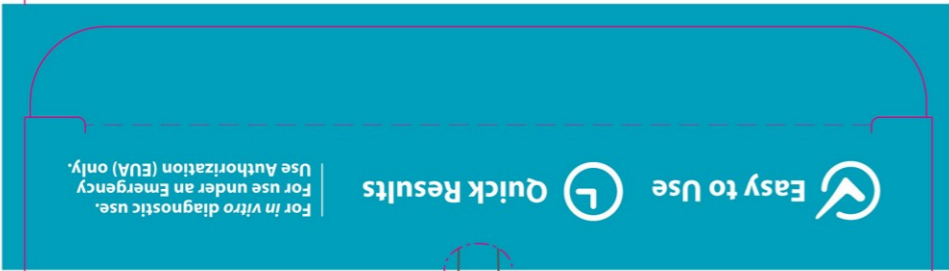 Easy to Use
Quick Results
For in vitro diagnostic use.
For use under an Emergency
Use Authorization (EUA) only.